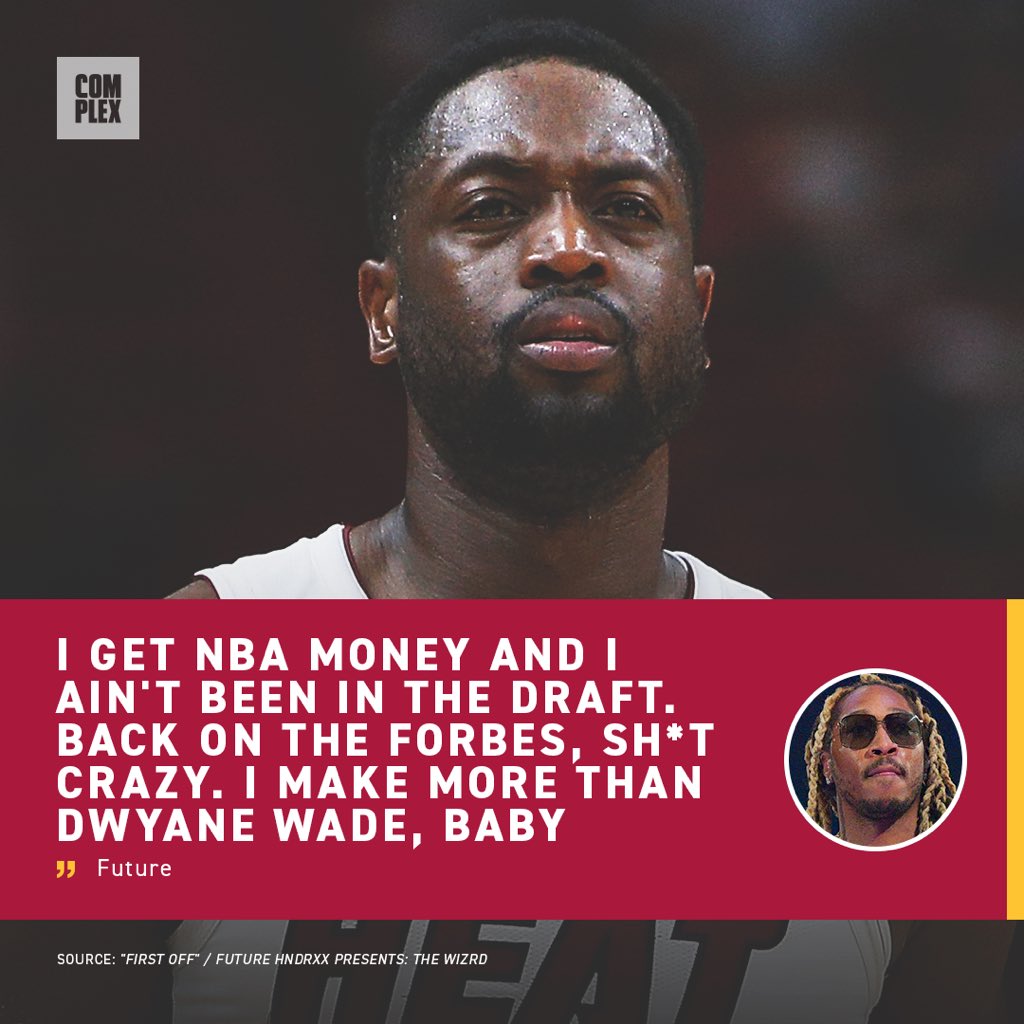 COM
PLEX
I GET NBA MONEY AND I
AIN'T BEEN IN THE DRAFT.
BACK ON THE FORBES, SH*T
CRAZY. I MAKE MORE THAN
DWYANE WADE, BABY
” Future
SOURCE: "FIRST OFF" / FUTURE HNDRXX PRESENTS: THE WIZRD
HEAT